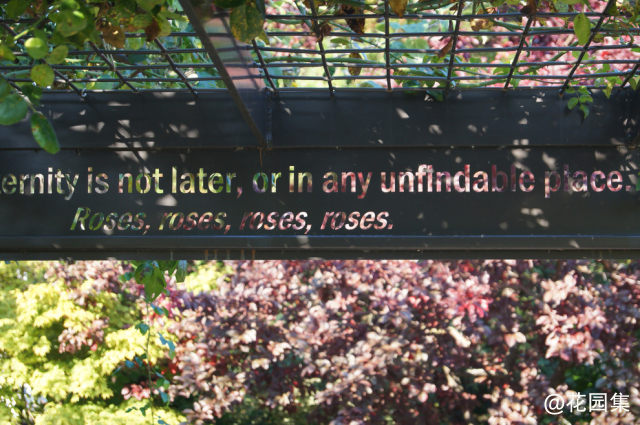 ernity is not later, or in any unfindable place.
Roses, roses, roses, roses.
@花园集